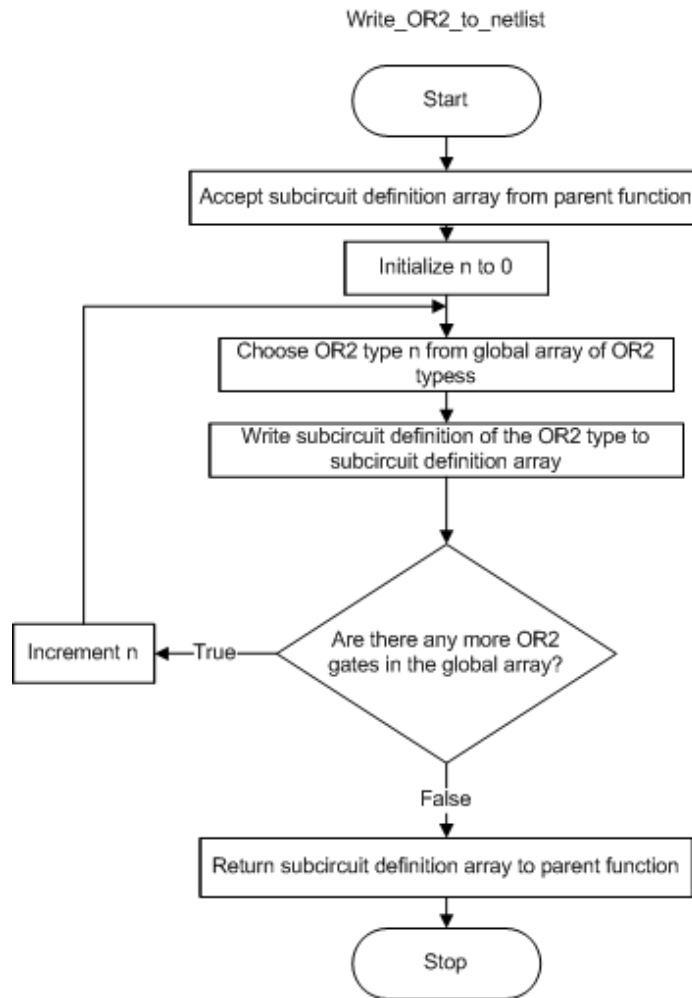 Write_OR2_to_netlist
Start
Accept subcircuit definition array from parent function
Initialize n to 0
Choose OR2 type n from global array of OR2
typess
Write subcircuit definition of the OR2 type to
subcircuit definition array
Are there any more OR2
gates in the global array?
True
Increment n
False
Return subcircuit definition array to parent function
Stop